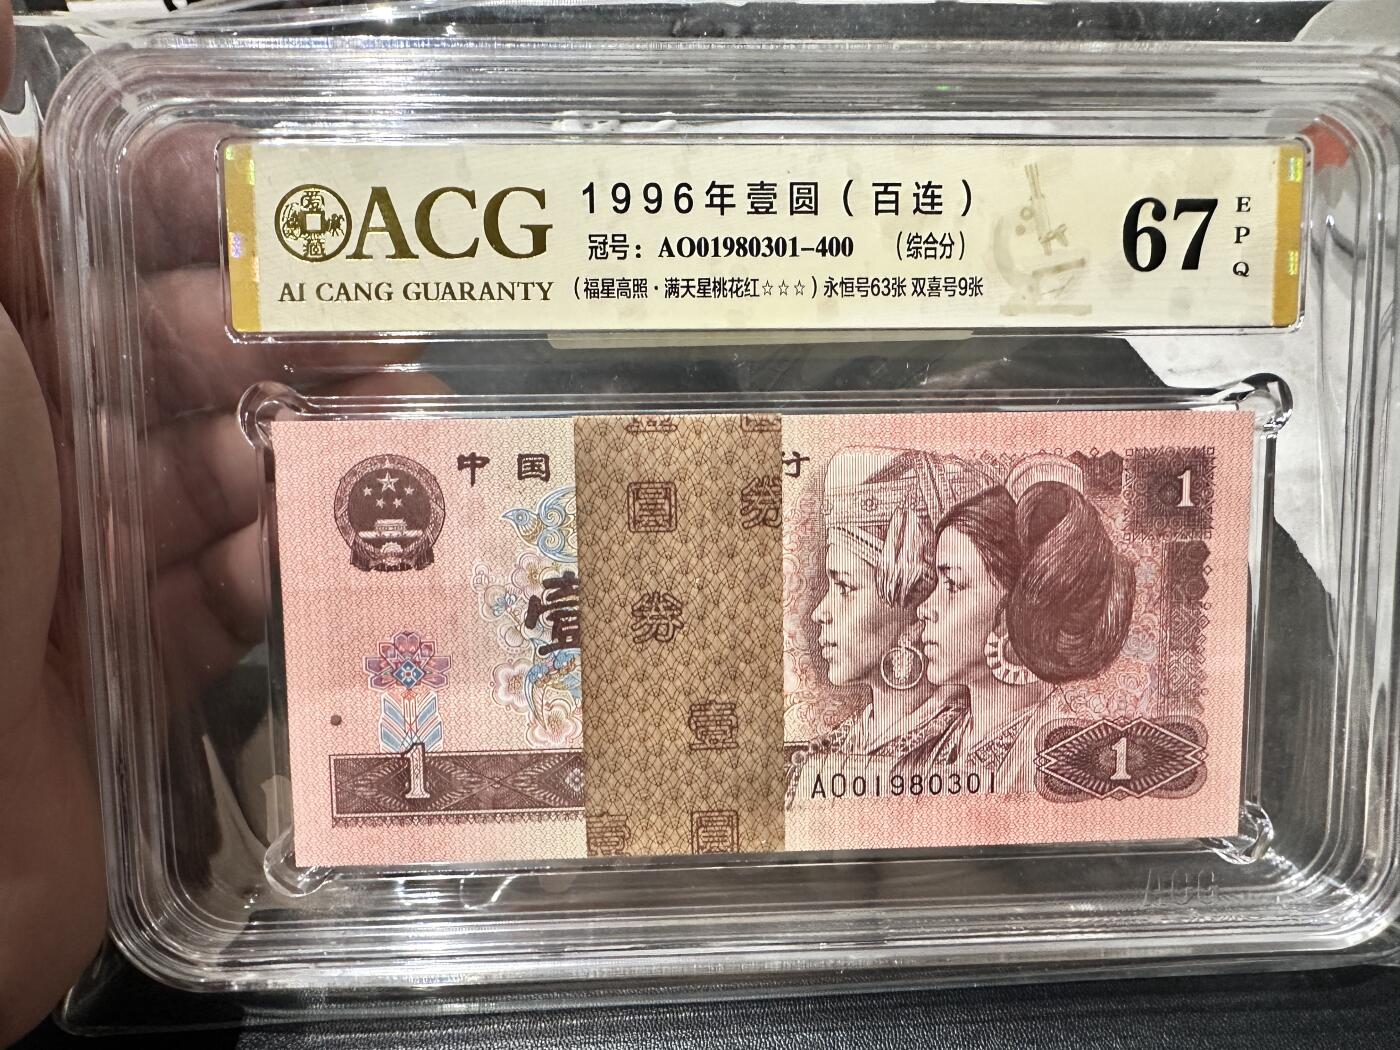 ACG
AI CANG GUARANTY
1996年壹圆（百连）
冠号：AO01980301-400 （综合分）
（福星高照·满天星桃花红☆☆☆）永恒号63张 双喜号9张
67
E
P
Q
中国
壹
圆
券
券
壹
圆
壹
1
1
1
AO01980301
ACG